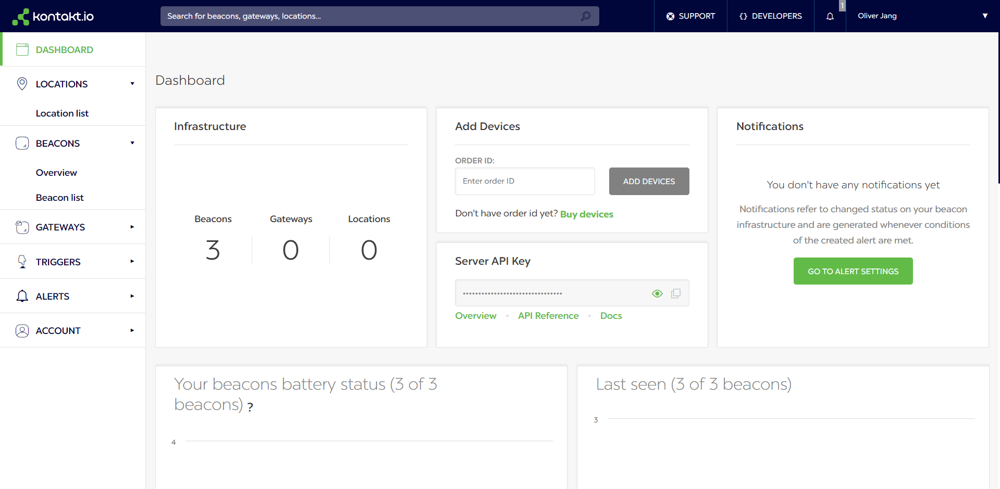 kontakt.io
Search for beacons, gateways, locations...
SUPPORT
{} DEVELOPERS
1
Oliver Jang
DASHBOARD
LOCATIONS
Location list
BEACONS
Overview
Beacon list
GATEWAYS
TRIGGERS
ALERTS
ACCOUNT
Dashboard
Infrastructure
Beacons Gateways Locations
3 0 0
Add Devices
ORDER ID:
Enter order ID
ADD DEVICES
Don't have order id yet? Buy devices
Server API Key
••••••••••••••••••••••••••••••••
Overview API Reference Docs
Notifications
You don't have any notifications yet
Notifications refer to changed status on your beacon
infrastructure and are generated whenever conditions
of the created alert are met.
GO TO ALERT SETTINGS
Your beacons battery status (3 of 3
beacons) ?
4
Last seen (3 of 3 beacons)
3